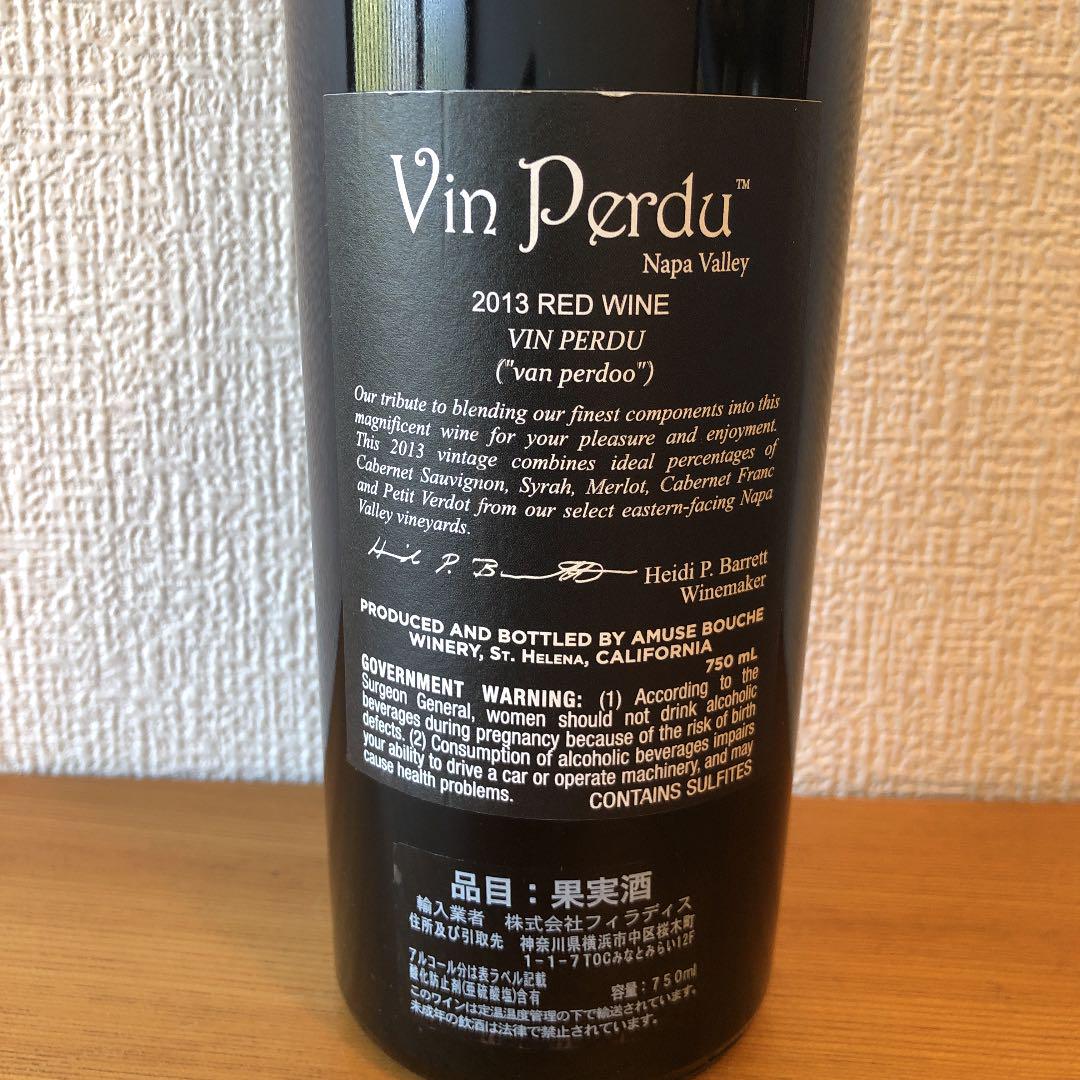 Vin Perdu™
Napa Valley
2013 RED WINE
VIN PERDU
("van perdoo")
Our tribute to blending our finest components into this
magnificent wine for your pleasure and enjoyment.
This 2013 vintage combines ideal percentages of
Cabernet Sauvignon, Syrah, Merlot, Cabernet Franc
and Petit Verdot from our select eastern-facing Napa
Valley vineyards.
Heidi P. Barrett
Winemaker
PRODUCED AND BOTTLED BY AMUSE BOUCHE
WINERY, ST. HELENA, CALIFORNIA
750 mL
GOVERNMENT WARNING: (1) According to the
Surgeon General, women should not drink alcoholic
beverages during pregnancy because of the risk of birth
defects. (2) Consumption of alcoholic beverages impairs
your ability to drive a car or operate machinery, and may
cause health problems.
CONTAINS SULFITES
品目：果実酒
輸入業者 株式会社フィラディス
住所及び引取先 神奈川県横浜市中区桜木町
1-1-7TOCみなとみらい12F
アルコール分は表ラベル記載
酸化防止剤(亜硫酸塩)含有 容量：750ml
このワインは定温温度管理の下で輸送されています。
未成年の飲酒は法律で禁止されています。